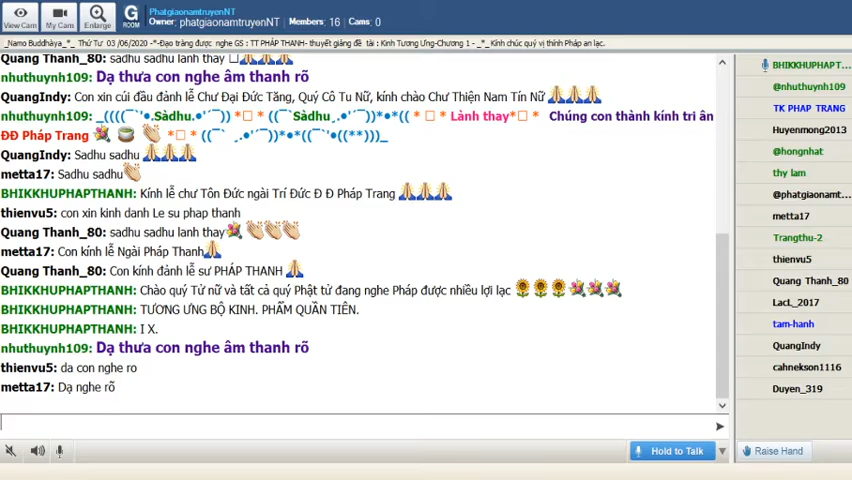 View Cam
My Cam
Enlarge
G ROOM
PhatgiaonamtruyenNT
Owner: phatgiaonamtruyenNT Members: 16 Cams: 0
_Namo Buddhàya_*_ Thứ Tư 03 /06/2020 -*-Đạo tràng được nghe GS : TT PHÁP THANH- thuyết giảng đề tài : Kinh Tương Ưng-Chương 1 - _*_ Kính chúc quý vị thính Pháp an lạc.
Quang Thanh_80: sadhu sadhu lanh thay
nhuthuynh109: Dạ thưa con nghe âm thanh rõ
QuangIndy: Con xin cúi đầu đảnh lễ Chư Đại Đức Tăng, Quý Cô Tu Nữ, kính chào Chư Thiện Nam Tín Nữ
nhuthuynh109: _((((¯`'•.Sàdhu.•'´¯)) *□ * ((¯` Sàdhu¸.•'´¯))*•*(( * □ * Lành thay*□ * Chúng con thành kính tri ân
ĐĐ Pháp Trang *□ * ((¯` ¸.•'´¯))*•*((¯`'•((**)))_
QuangIndy: Sadhu sadhu
metta17: Sadhu sadhu
BHIKKHUPHAPTHANH: Kính lễ chư Tôn Đức ngài Trí Đức Đ Đ Pháp Trang
thienvu5: con xin kinh danh Le su phap thanh
Quang Thanh_80: sadhu sadhu lanh thay
metta17: Con kính lễ Ngài Pháp Thanh
Quang Thanh_80: Con kính đảnh lễ sư PHÁP THANH
BHIKKHUPHAPTHANH: Chào quý Tử nữ và tất cả quý Phật tử đang nghe Pháp được nhiều lợi lạc
BHIKKHUPHAPTHANH: TƯƠNG ƯNG BỘ KINH. PHẨM QUẦN TIÊN.
BHIKKHUPHAPTHANH: I X.
nhuthuynh109: Dạ thưa con nghe âm thanh rõ
thienvu5: da con nghe ro
metta17: Dạ nghe rõ
Hold to Talk
BHIKKHUPHAPT...
@nhuthuynh109
TK PHAP TRANG
Huyenmong2013
@hongnhat
thy lam
@phatgiaonamt...
metta17
Trangthu-2
thienvu5
Quang Thanh_80
LacL_2017
tam-hanh
QuangIndy
cahnekson1116
Duyen_319
Raise Hand